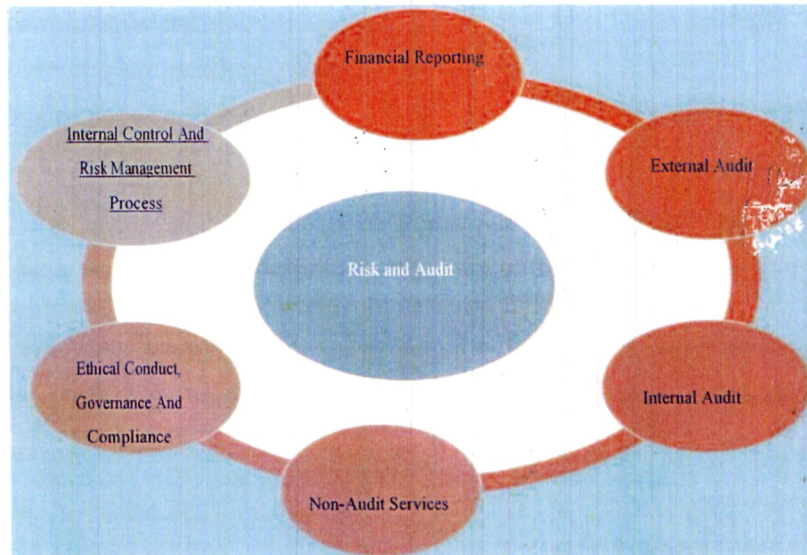 Financial Reporting
Internal Control And
Risk Management
Process
External Audit
Risk and Audit
Ethical Conduct,
Governance And
Compliance
Internal Audit
Non-Audit Services